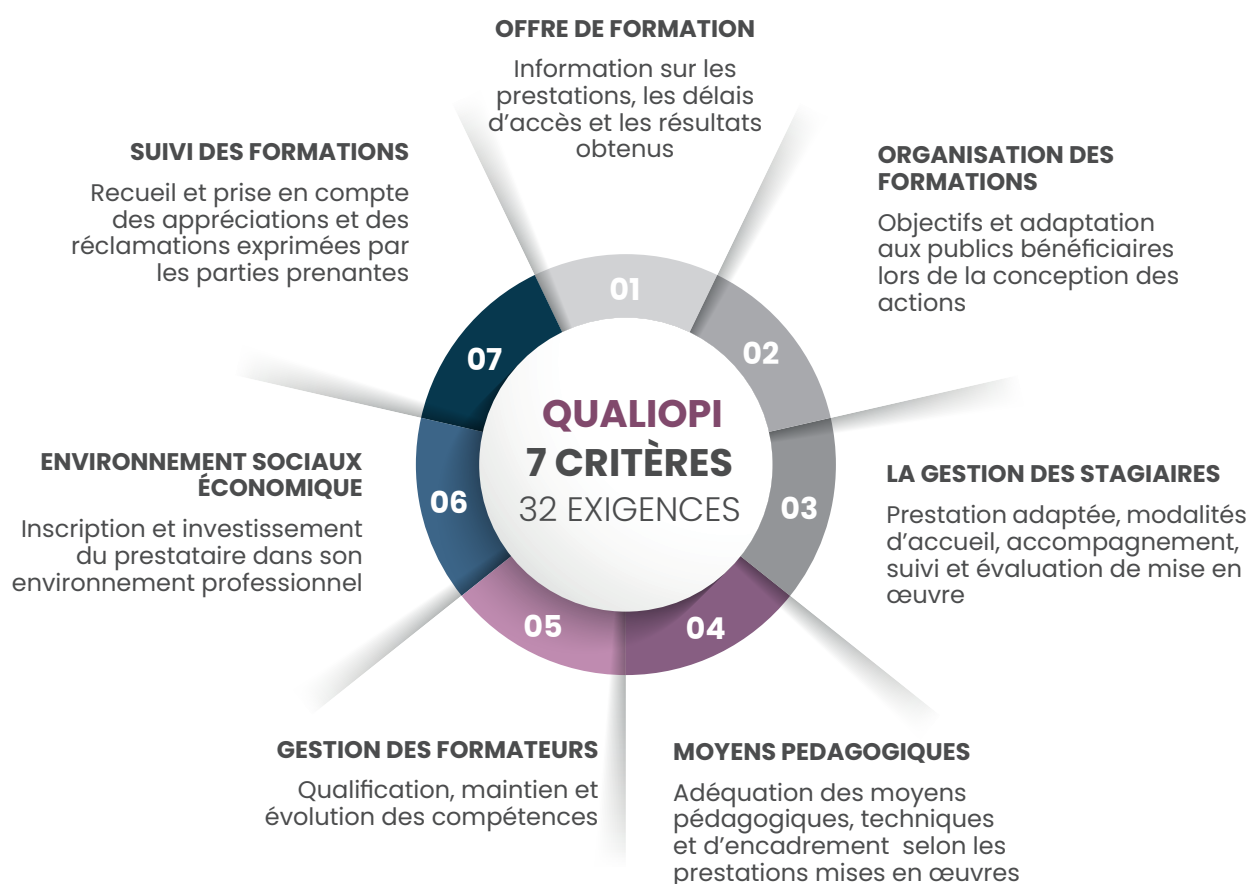 OFFRE DE FORMATION
Information sur les
prestations, les délais
d'accès et les résultats
obtenus
01
ORGANISATION DES
FORMATIONS
Objectifs et adaptation
aux publics bénéficiaires
lors de la conception des
actions
02
LA GESTION DES STAGIAIRES
Prestation adaptée, modalités
d'accueil, accompagnement,
suivi et évaluation de mise en
œuvre
03
MOYENS PEDAGOGIQUES
Adéquation des moyens
pédagogiques, techniques
et d'encadrement  selon les
prestations mises en œuvres
04
GESTION DES FORMATEURS
Qualification, maintien et
évolution des compétences
05
ENVIRONNEMENT SOCIAUX
ÉCONOMIQUE
Inscription et investissement
du prestataire dans son
environnement professionnel
06
SUIVI DES FORMATIONS
Recueil et prise en compte
des appréciations et des
réclamations exprimées par
les parties prenantes
07
QUALIOPI
7 CRITÈRES
32 EXIGENCES